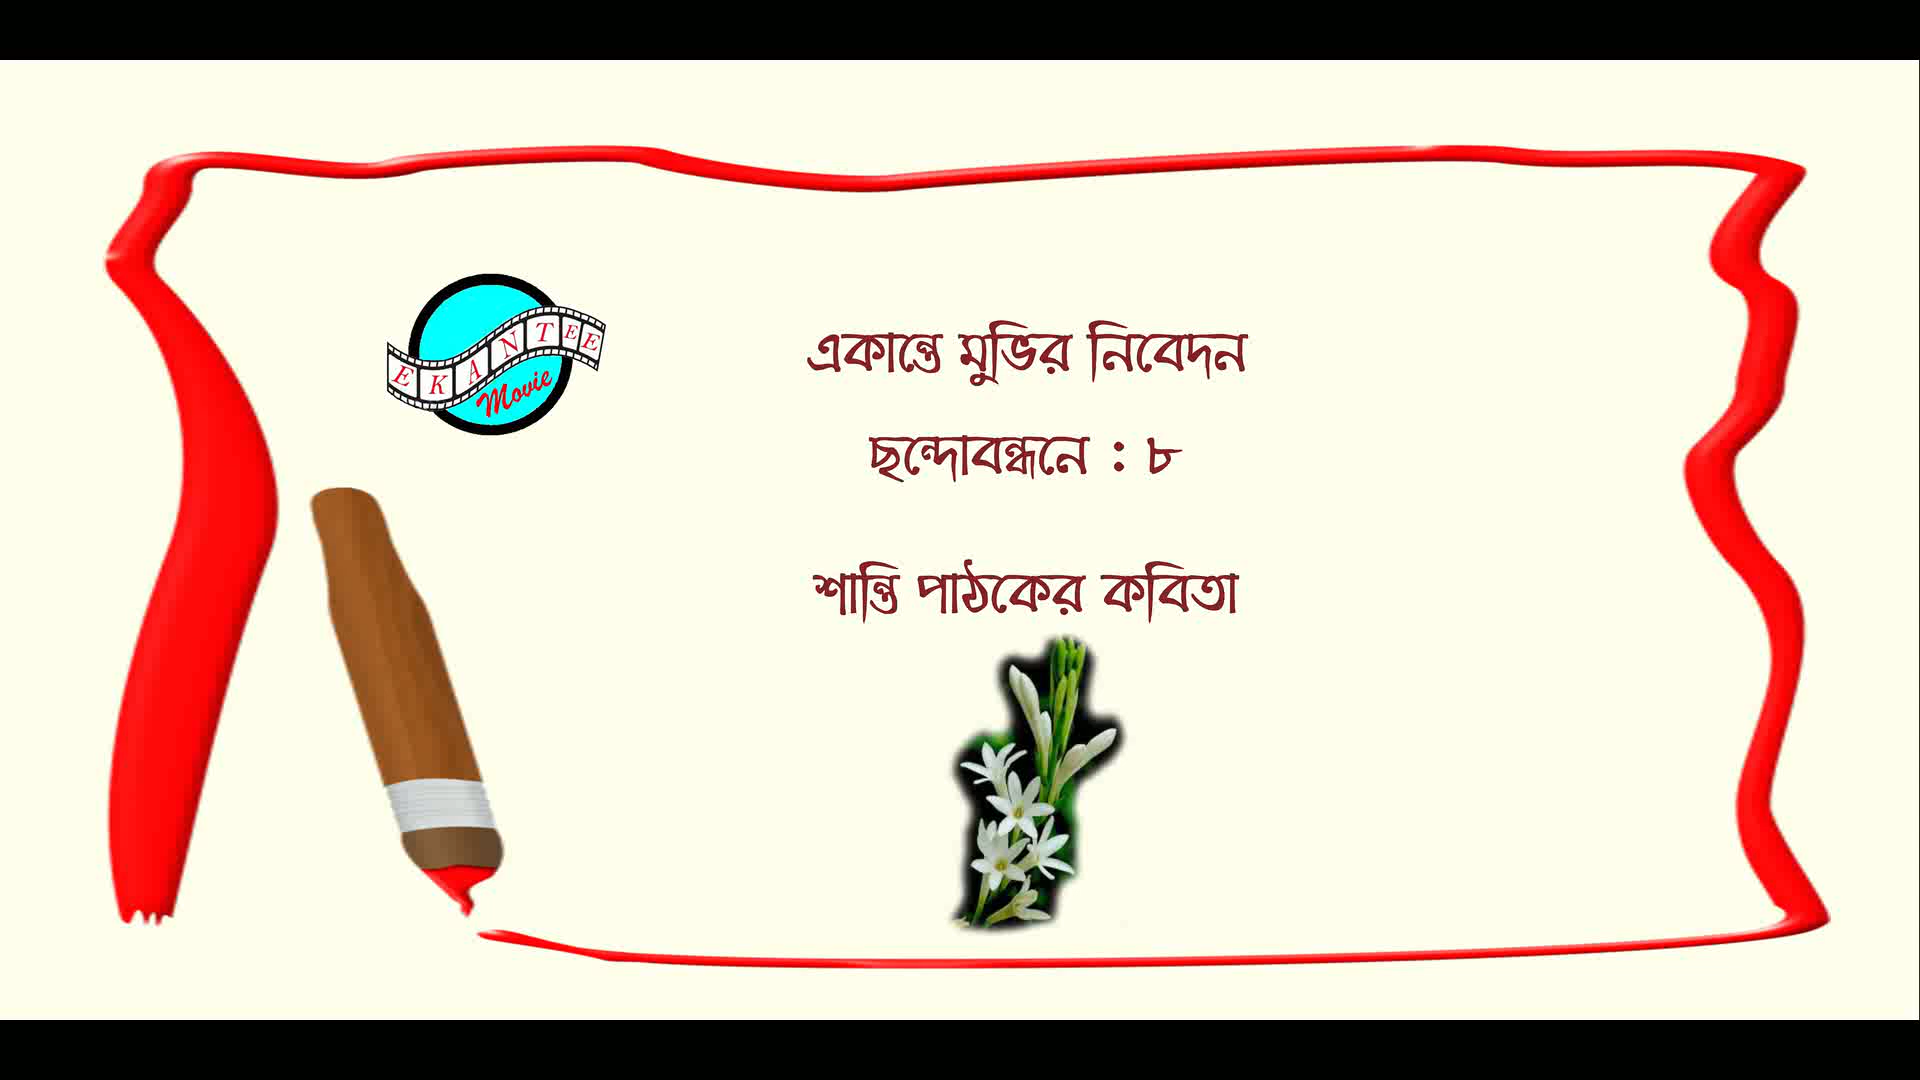 EKANTEE
Movie
একান্তে মুভির নিবেদন
ছন্দোবন্ধনে : ৮
শান্তি পাঠকের কবিতা